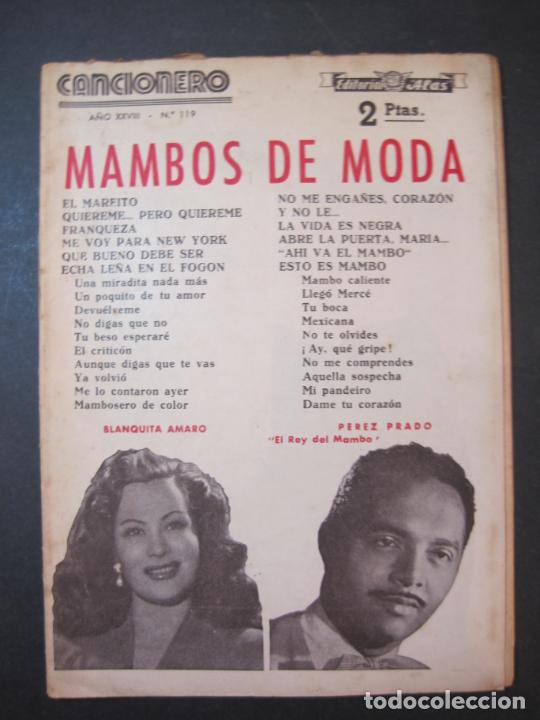 CANCIONERO
AÑO XXVIII - N.º 119
Editorial Alas
2 Ptas.
MAMBOS DE MODA
EL MAREITO
QUIEREME... PERO QUIEREME
FRANQUEZA
ME VOY PARA NEW YORK
QUE BUENO DEBE SER
ECHA LEÑA EN EL FOGON
Una miradita nada más
Un poquito de tu amor
Devuélveme
No digas que no
Tu beso esperaré
El criticón
Aunque digas que te vas
Ya volvió
Me lo contaron ayer
Mambosero de color
NO ME ENGAÑES, CORAZÓN
Y NO LE...
LA VIDA ES NEGRA
ABRE LA PUERTA, MARIA...
"AHI VA EL MAMBO"
ESTO ES MAMBO
Mambo caliente
Llegó Mercé
Tu boca
Mexicana
No te olvides
¡Ay, qué gripe!
No me comprendes
Aquella sospecha
Mi pandeiro
Dame tu corazón
BLANQUITA AMARO
PEREZ PRADO
"El Rey del Mambo"
todocoleccion
todocoleccion.net